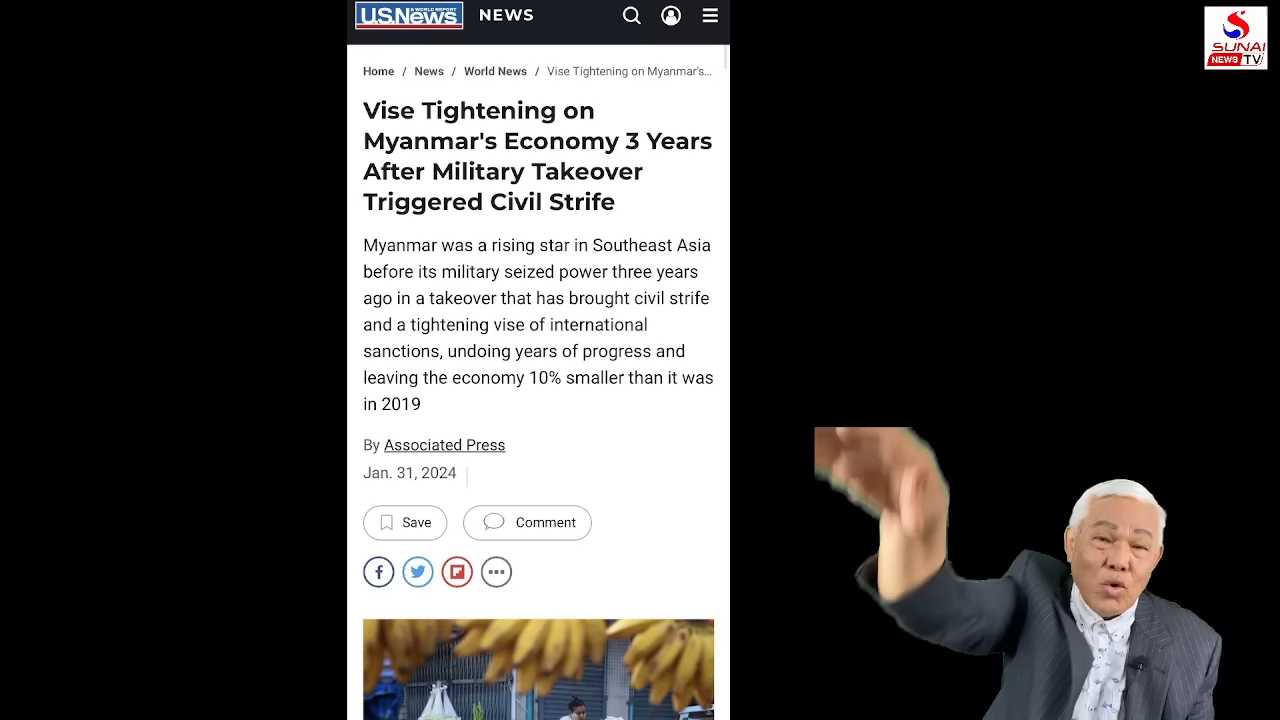 U.S.News
& WORLD REPORT
NEWS
SUNAI
NEWS TV
Home / News / World News / Vise Tightening on Myanmar's...
Vise Tightening on
Myanmar's Economy 3 Years
After Military Takeover
Triggered Civil Strife
Myanmar was a rising star in Southeast Asia
before its military seized power three years
ago in a takeover that has brought civil strife
and a tightening vise of international
sanctions, undoing years of progress and
leaving the economy 10% smaller than it was
in 2019
By Associated Press
Jan. 31, 2024
Save
Comment